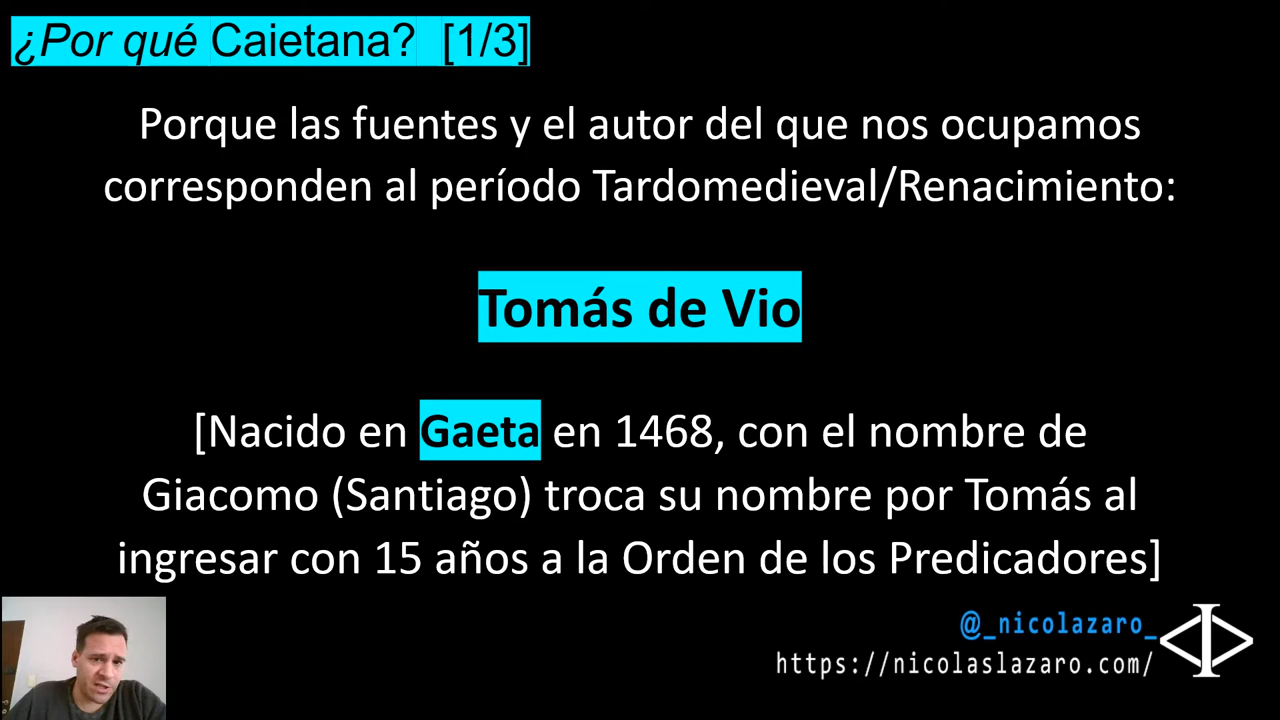 ¿Por qué Caietana? [1/3]
Porque las fuentes y el autor del que nos ocupamos
corresponden al período Tardomedieval/Renacimiento:
Tomás de Vio
[Nacido en Gaeta en 1468, con el nombre de
Giacomo (Santiago) troca su nombre por Tomás al
ingresar con 15 años a la Orden de los Predicadores]
@_nicolazaro_
https://nicolaslazaro.com/